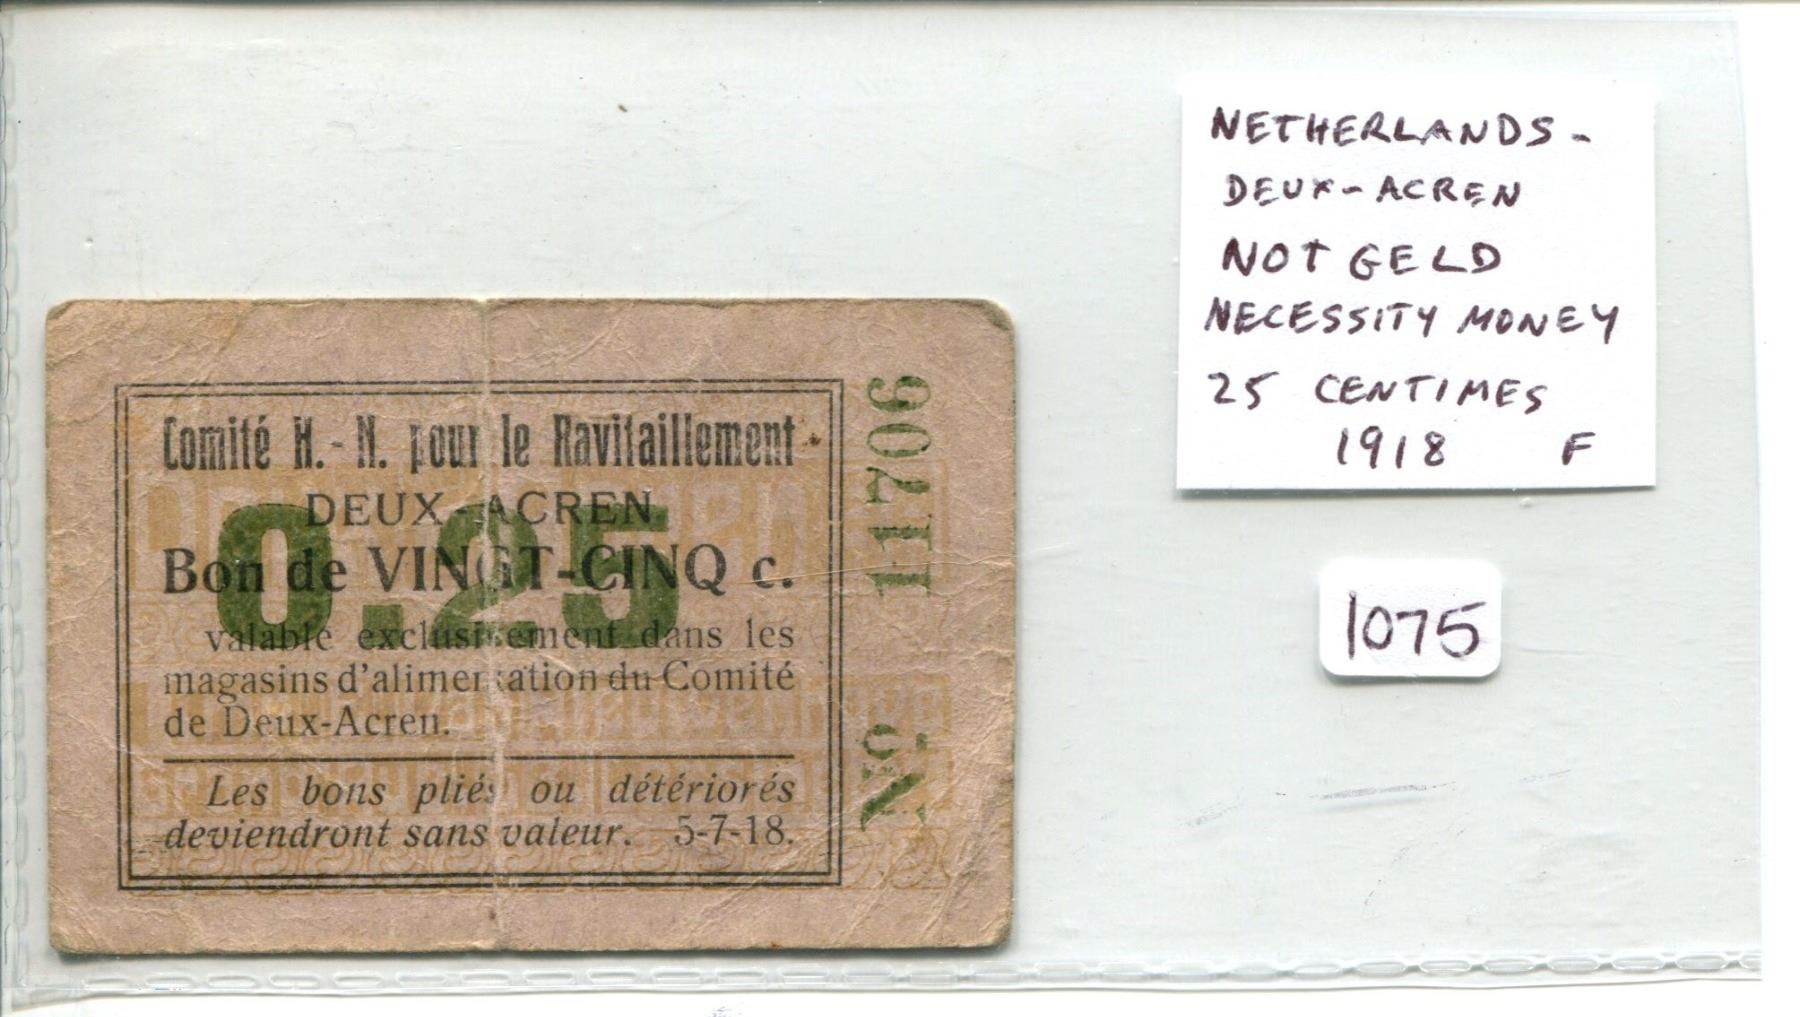 Comité H.-N. pour le Ravitaillement
DEUX-ACREN
0.25
Bon de VINGT-CINQ c.
valable exclusivement dans les
magasins d'alimentation du Comité
de Deux-Acren.
Les bons pliés ou détériorés
deviendront sans valeur. 5-7-18.
Nº 11706
NETHERLANDS-
DEUX-ACREN
NOT GELD
NECESSITY MONEY
25 CENTIMES
1918 F
1075